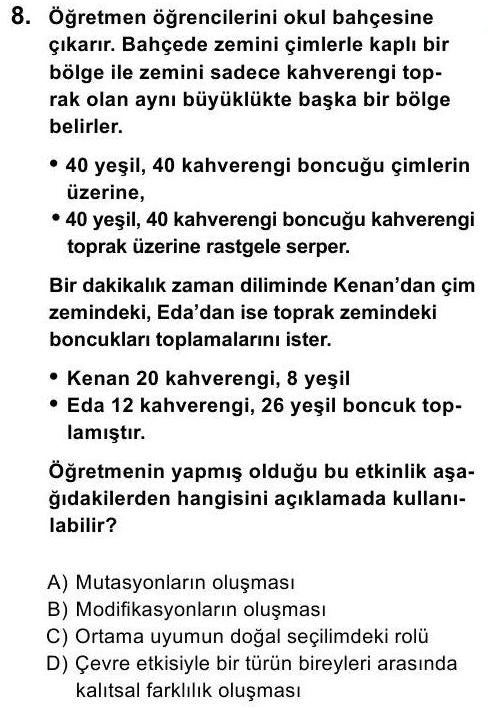 8. Öğretmen öğrencilerini okul bahçesine
çıkarır. Bahçede zemini çimlerle kaplı bir
bölge ile zemini sadece kahverengi top-
rak olan aynı büyüklükte başka bir bölge
belirler.
• 40 yeşil, 40 kahverengi boncuğu çimlerin
üzerine,
• 40 yeşil, 40 kahverengi boncuğu kahverengi
toprak üzerine rastgele serper.
Bir dakikalık zaman diliminde Kenan’dan çim
zemindeki, Eda’dan ise toprak zemindeki
boncukları toplamalarını ister.
• Kenan 20 kahverengi, 8 yeşil
• Eda 12 kahverengi, 26 yeşil boncuk top-
lamıştır.
Öğretmenin yapmış olduğu bu etkinlik aşa-
ğıdakilerden hangisini açıklamada kullanı-
labilir?
A) Mutasyonların oluşması
B) Modifikasyonların oluşması
C) Ortama uyumun doğal seçilimdeki rolü
D) Çevre etkisiyle bir türün bireyleri arasında
kalıtsal farklılık oluşması